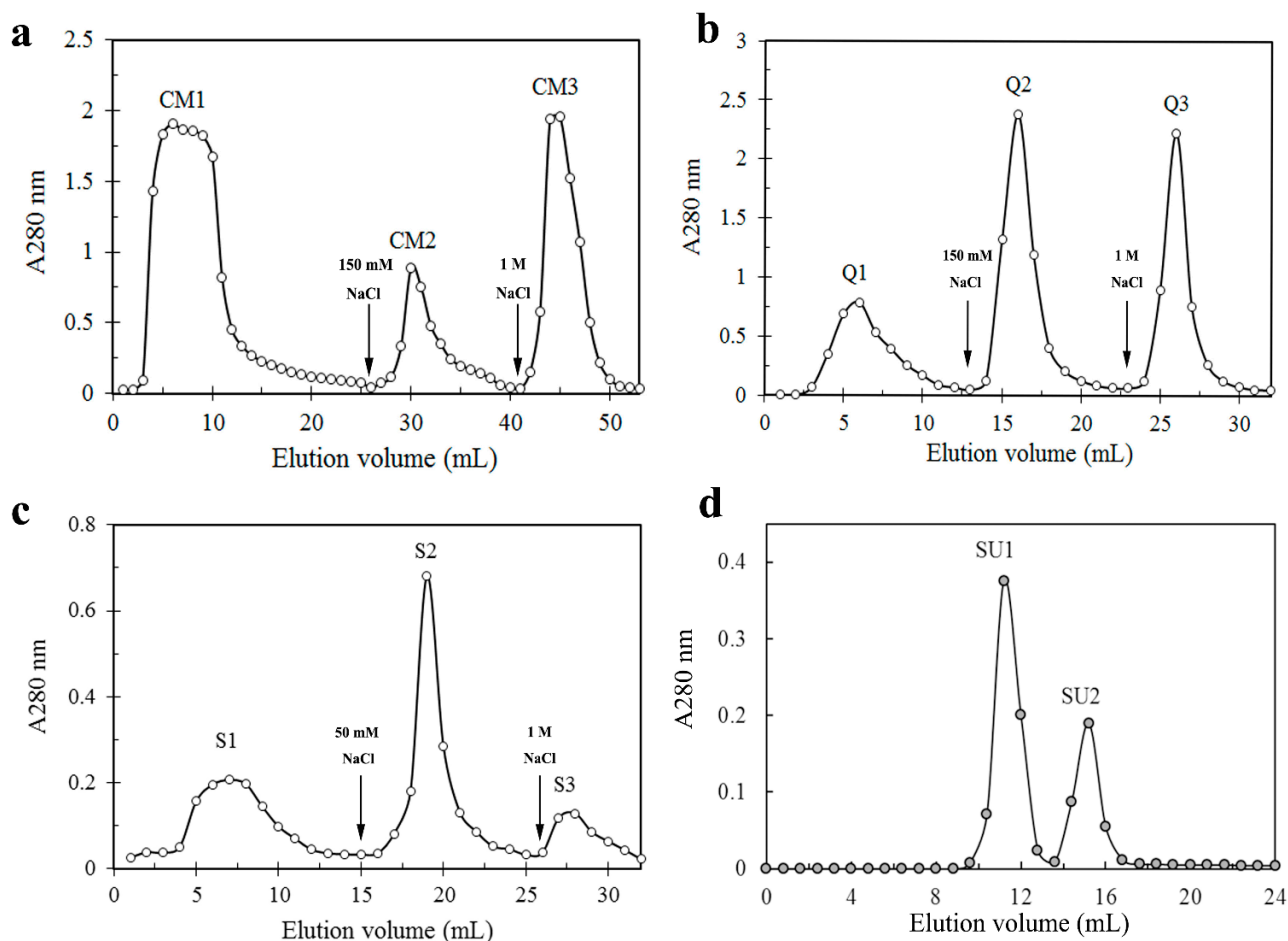 a
2.5
2
1.5
1
0.5
0
A280 nm
CM1
CM2
CM3
150 mM
NaCl
1 M
NaCl
0 10 20 30 40 50
Elution volume (mL)
b
3
2.5
2
1.5
1
0.5
0
A280 nm
Q1
Q2
Q3
150 mM
NaCl
1 M
NaCl
0 5 10 15 20 25 30
Elution volume (mL)
c
0.8
0.6
0.4
0.2
0
A280 nm
S1
S2
S3
50 mM
NaCl
1 M
NaCl
0 5 10 15 20 25 30
Elution volume (mL)
d
0.4
0.3
0.2
0.1
0
A280 nm
SU1
SU2
0 4 8 12 16 20 24
Elution volume (mL)